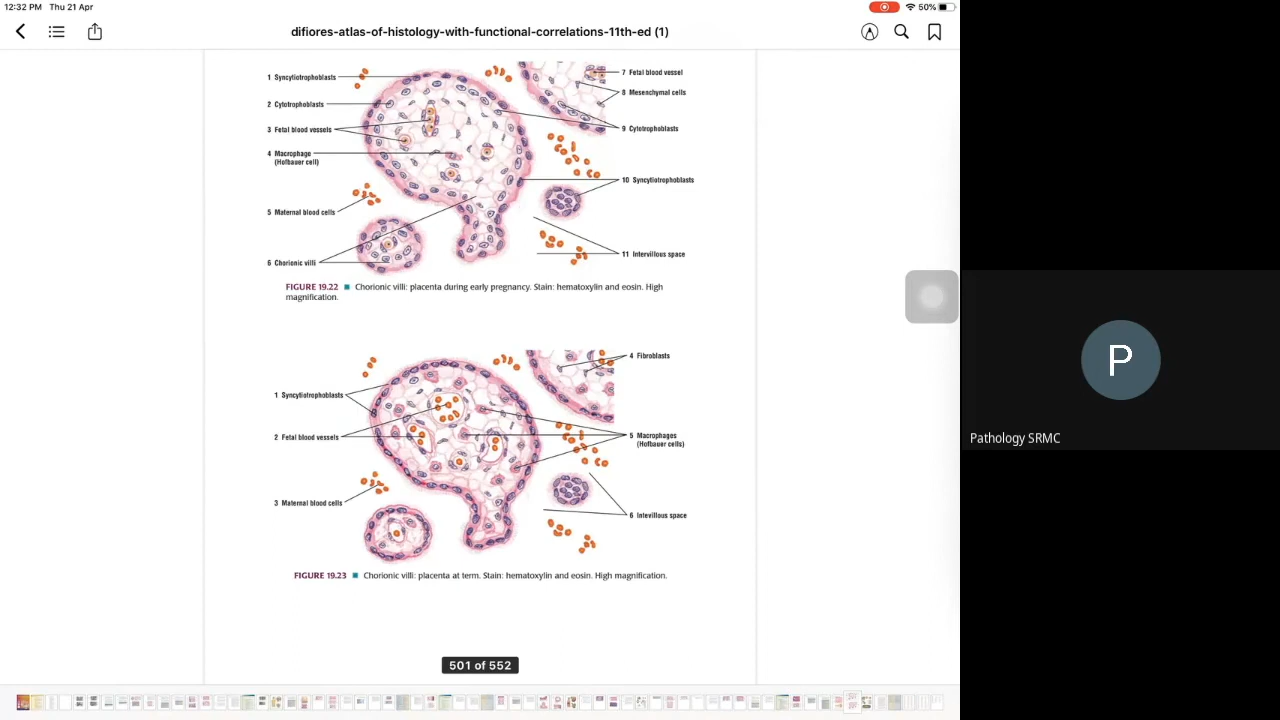 12:32 PM Thu 21 Apr
50%
difiores-atlas-of-histology-with-functional-correlations-11th-ed (1)
1 Syncytiotrophoblasts
2 Cytotrophoblasts
3 Fetal blood vessels
4 Macrophage
(Hofbauer cell)
5 Maternal blood cells
6 Chorionic villi
7 Fetal blood vessel
8 Mesenchymal cells
9 Cytotrophoblasts
10 Syncytiotrophoblasts
11 Intervillous space
FIGURE 19.22 ■ Chorionic villi: placenta during early pregnancy. Stain: hematoxylin and eosin. High
magnification.
1 Syncytiotrophoblasts
2 Fetal blood vessels
3 Maternal blood cells
4 Fibroblasts
5 Macrophages
(Hofbauer cells)
6 Intevillous space
FIGURE 19.23 ■ Chorionic villi: placenta at term. Stain: hematoxylin and eosin. High magnification.
501 of 552
P
Pathology SRMC